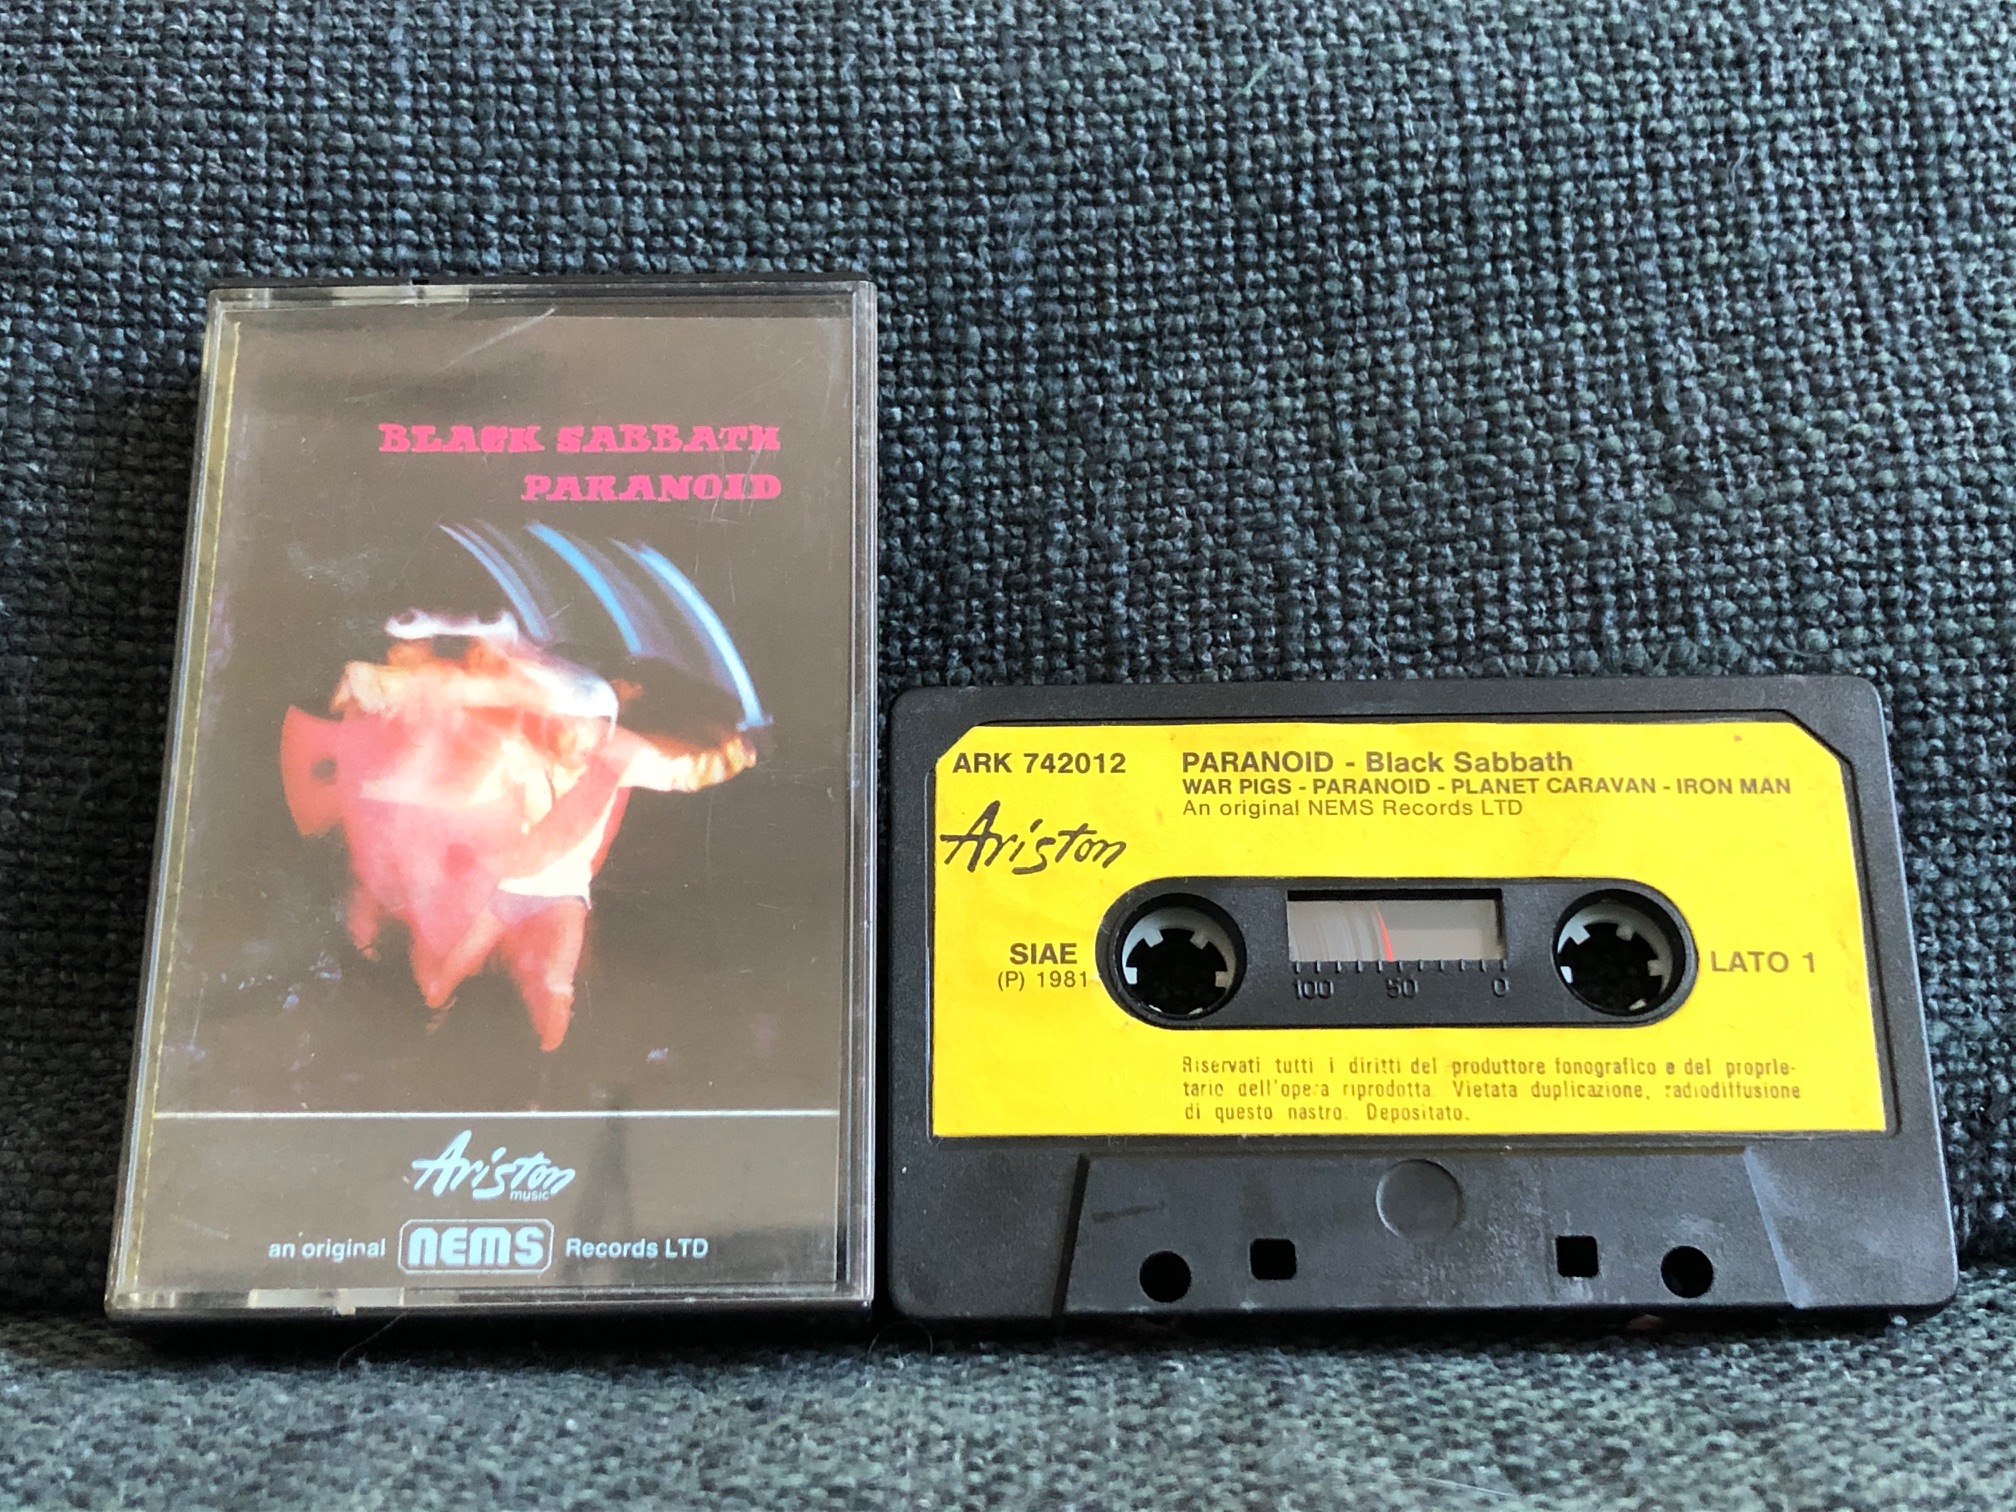 BLACK SABBATH
PARANOID
Ariston
music
an original NEMS Records LTD
ARK 742012
PARANOID - Black Sabbath
WAR PIGS - PARANOID - PLANET CARAVAN - IRON MAN
An original NEMS Records LTD
Ariston
SIAE
(P) 1981
LATO 1
100 50 0
Riservati tutti i diritti del produttore fonografico e del proprie-
tario dell'opera riprodotta. Vietata duplicazione, radiodiffusione
di questo nastro. Depositato.